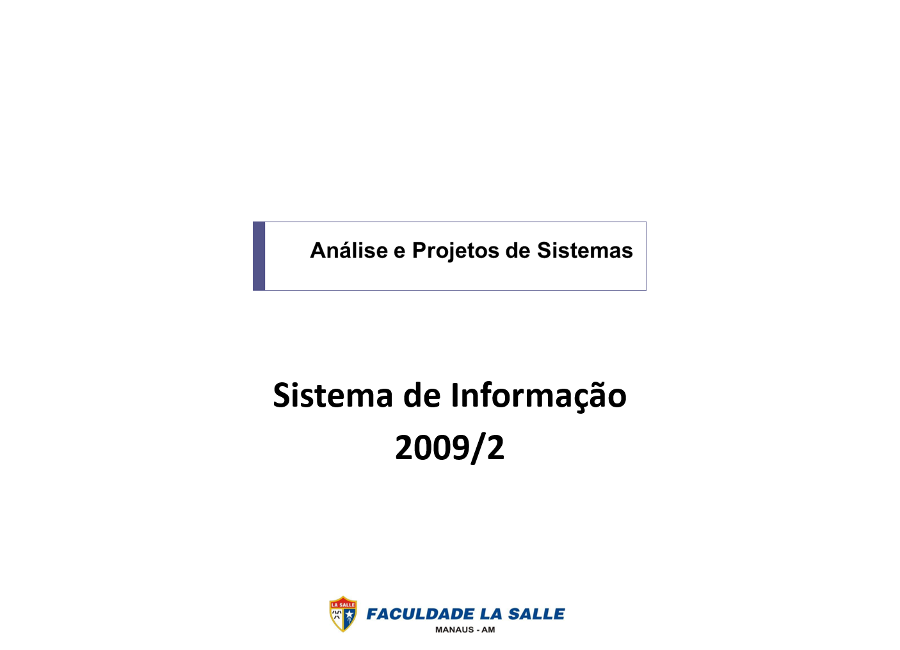 Análise e Projetos de Sistemas
Sistema de Informação
2009/2
LA SALLE
FACULDADE LA SALLE
MANAUS - AM